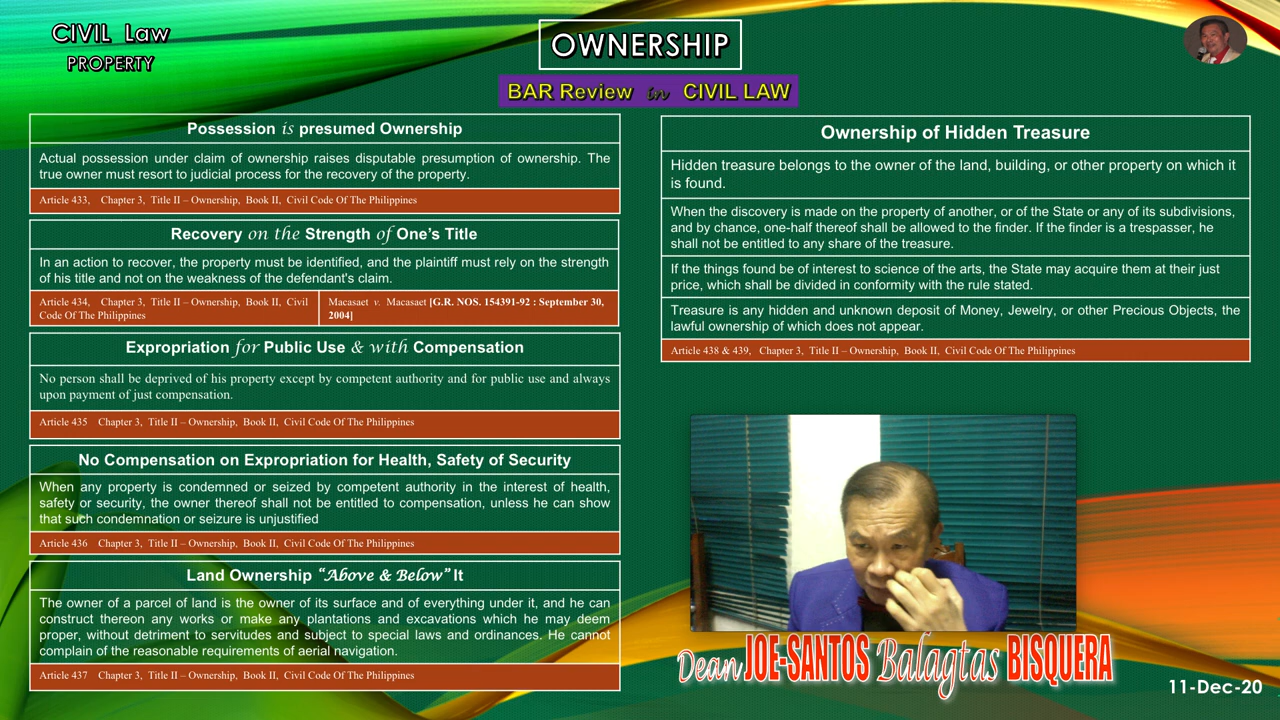 CIVIL Law
PROPERTY
OWNERSHIP
BAR Review in CIVIL LAW
Possession is presumed Ownership
Actual possession under claim of ownership raises disputable presumption of ownership. The
true owner must resort to judicial process for the recovery of the property.
Article 433, Chapter 3, Title II – Ownership, Book II, Civil Code Of The Philippines
Recovery on the Strength of One's Title
In an action to recover, the property must be identified, and the plaintiff must rely on the strength
of his title and not on the weakness of the defendant's claim.
Article 434, Chapter 3, Title II – Ownership, Book II, Civil
Code Of The Philippines
Macasaet v. Macasaet [G.R. NOS. 154391-92 : September 30,
2004]
Expropriation for Public Use & with Compensation
No person shall be deprived of his property except by competent authority and for public use and always
upon payment of just compensation.
Article 435 Chapter 3, Title II – Ownership, Book II, Civil Code Of The Philippines
No Compensation on Expropriation for Health, Safety of Security
When any property is condemned or seized by competent authority in the interest of health,
safety or security, the owner thereof shall not be entitled to compensation, unless he can show
that such condemnation or seizure is unjustified
Article 436 Chapter 3, Title II – Ownership, Book II, Civil Code Of The Philippines
Land Ownership "Above & Below" It
The owner of a parcel of land is the owner of its surface and of everything under it, and he can
construct thereon any works or make any plantations and excavations which he may deem
proper, without detriment to servitudes and subject to special laws and ordinances. He cannot
complain of the reasonable requirements of aerial navigation.
Article 437 Chapter 3, Title II – Ownership, Book II, Civil Code Of The Philippines
Ownership of Hidden Treasure
Hidden treasure belongs to the owner of the land, building, or other property on which it
is found.
When the discovery is made on the property of another, or of the State or any of its subdivisions,
and by chance, one-half thereof shall be allowed to the finder. If the finder is a trespasser, he
shall not be entitled to any share of the treasure.
If the things found be of interest to science of the arts, the State may acquire them at their just
price, which shall be divided in conformity with the rule stated.
Treasure is any hidden and unknown deposit of Money, Jewelry, or other Precious Objects, the
lawful ownership of which does not appear.
Article 438 & 439, Chapter 3, Title II – Ownership, Book II, Civil Code Of The Philippines
Dean JOE-SANTOS Balagtas BISQUERA
11-Dec-20